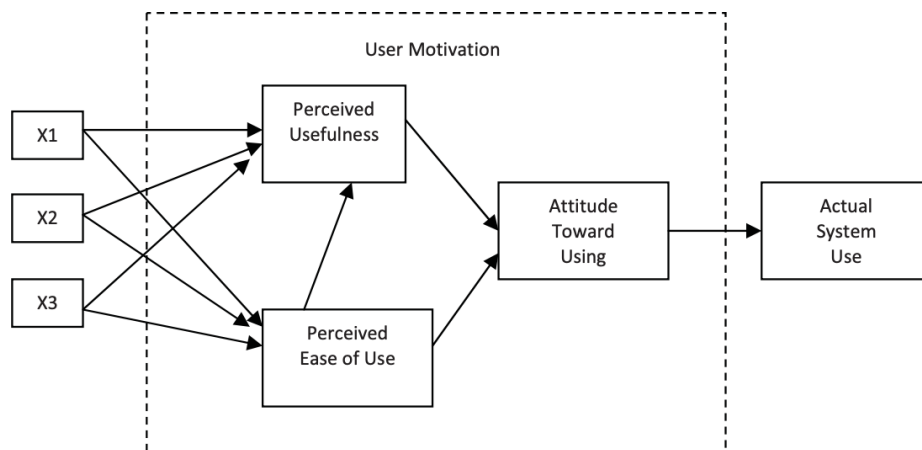 User Motivation
X1
X2
X3
Perceived
Usefulness
Perceived
Ease of Use
Attitude
Toward
Using
Actual
System
Use